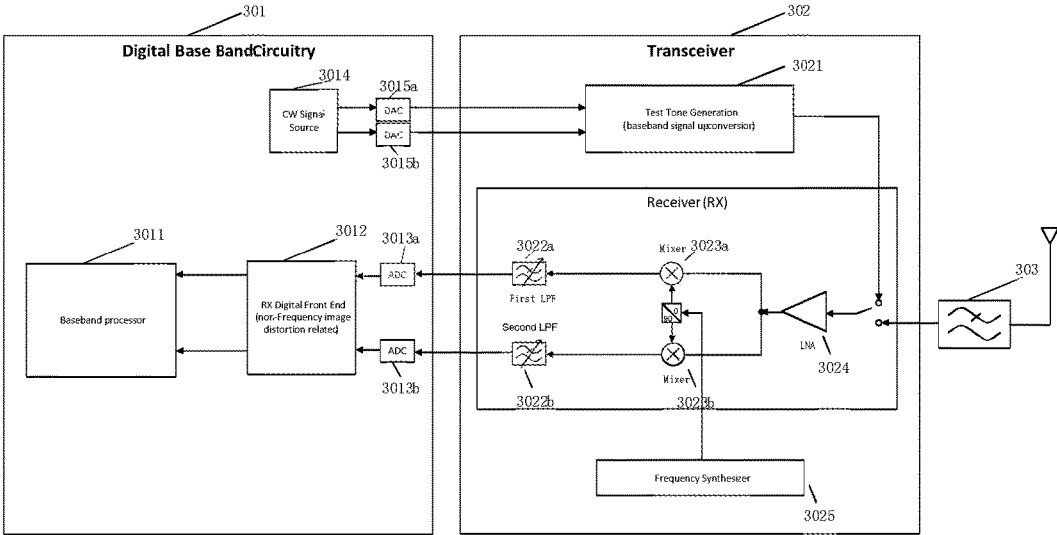 301
302
Digital Base BandCircuitry
Transceiver
3014
3015a
3021
CW Signal
Source
DAC
DAC
3015b
Test Tone Generation
(baseband signal upconversion)
Receiver (RX)
3011
3012
3013a
3022a
Mixer
3023a
303
ADC
First LPF
Baseband processor
RX Digital Front End
(non-Frequency image
distortion related)
0
90
Second LPF
ADC
LNA
3024
3013b
3022b
Mixer
3023b
Frequency Synthesizer
3025